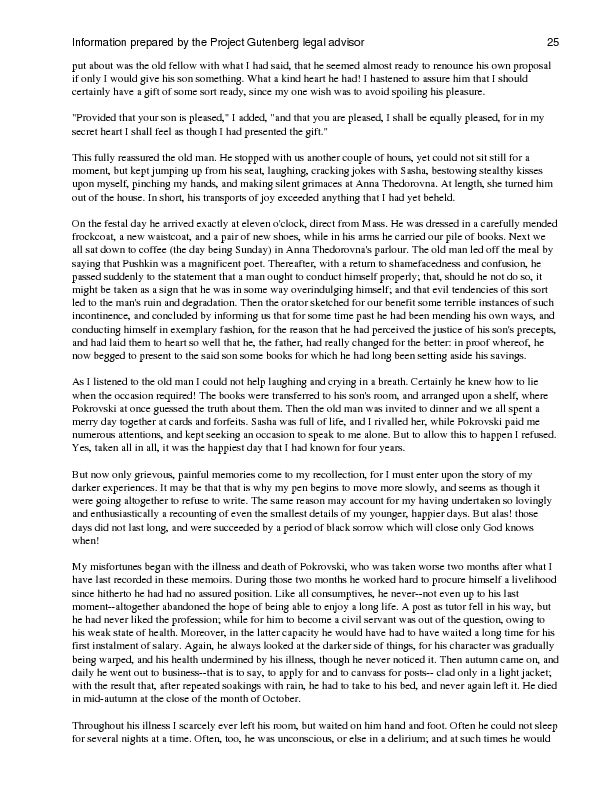 Information prepared by the Project Gutenberg legal advisor 25
put about was the old fellow with what I had said, that he seemed almost ready to renounce his own proposal
if only I would give his son something. What a kind heart he had! I hastened to assure him that I should
certainly have a gift of some sort ready, since my one wish was to avoid spoiling his pleasure.
"Provided that your son is pleased," I added, "and that you are pleased, I shall be equally pleased, for in my
secret heart I shall feel as though I had presented the gift."
This fully reassured the old man. He stopped with us another couple of hours, yet could not sit still for a
moment, but kept jumping up from his seat, laughing, cracking jokes with Sasha, bestowing stealthy kisses
upon myself, pinching my hands, and making silent grimaces at Anna Thedorovna. At length, she turned him
out of the house. In short, his transports of joy exceeded anything that I had yet beheld.
On the festal day he arrived exactly at eleven o'clock, direct from Mass. He was dressed in a carefully mended
frockcoat, a new waistcoat, and a pair of new shoes, while in his arms he carried our pile of books. Next we
all sat down to coffee (the day being Sunday) in Anna Thedorovna's parlour. The old man led off the meal by
saying that Pushkin was a magnificent poet. Thereafter, with a return to shamefacedness and confusion, he
passed suddenly to the statement that a man ought to conduct himself properly; that, should he not do so, it
might be taken as a sign that he was in some way overindulging himself; and that evil tendencies of this sort
led to the man's ruin and degradation. Then the orator sketched for our benefit some terrible instances of such
incontinence, and concluded by informing us that for some time past he had been mending his own ways, and
conducting himself in exemplary fashion, for the reason that he had perceived the justice of his son's precepts,
and had laid them to heart so well that he, the father, had really changed for the better: in proof whereof, he
now begged to present to the said son some books for which he had long been setting aside his savings.
As I listened to the old man I could not help laughing and crying in a breath. Certainly he knew how to lie
when the occasion required! The books were transferred to his son's room, and arranged upon a shelf, where
Pokrovski at once guessed the truth about them. Then the old man was invited to dinner and we all spent a
merry day together at cards and forfeits. Sasha was full of life, and I rivalled her, while Pokrovski paid me
numerous attentions, and kept seeking an occasion to speak to me alone. But to allow this to happen I refused.
Yes, taken all in all, it was the happiest day that I had known for four years.
But now only grievous, painful memories come to my recollection, for I must enter upon the story of my
darker experiences. It may be that that is why my pen begins to move more slowly, and seems as though it
were going altogether to refuse to write. The same reason may account for my having undertaken so lovingly
and enthusiastically a recounting of even the smallest details of my younger, happier days. But alas! those
days did not last long, and were succeeded by a period of black sorrow which will close only God knows
when!
My misfortunes began with the illness and death of Pokrovski, who was taken worse two months after what I
have last recorded in these memoirs. During those two months he worked hard to procure himself a livelihood
since hitherto he had had no assured position. Like all consumptives, he never--not even up to his last
moment--altogether abandoned the hope of being able to enjoy a long life. A post as tutor fell in his way, but
he had never liked the profession; while for him to become a civil servant was out of the question, owing to
his weak state of health. Moreover, in the latter capacity he would have had to have waited a long time for his
first instalment of salary. Again, he always looked at the darker side of things, for his character was gradually
being warped, and his health undermined by his illness, though he never noticed it. Then autumn came on, and
daily he went out to business--that is to say, to apply for and to canvass for posts-- clad only in a light jacket;
with the result that, after repeated soakings with rain, he had to take to his bed, and never again left it. He died
in mid-autumn at the close of the month of October.
Throughout his illness I scarcely ever left his room, but waited on him hand and foot. Often he could not sleep
for several nights at a time. Often, too, he was unconscious, or else in a delirium; and at such times he would